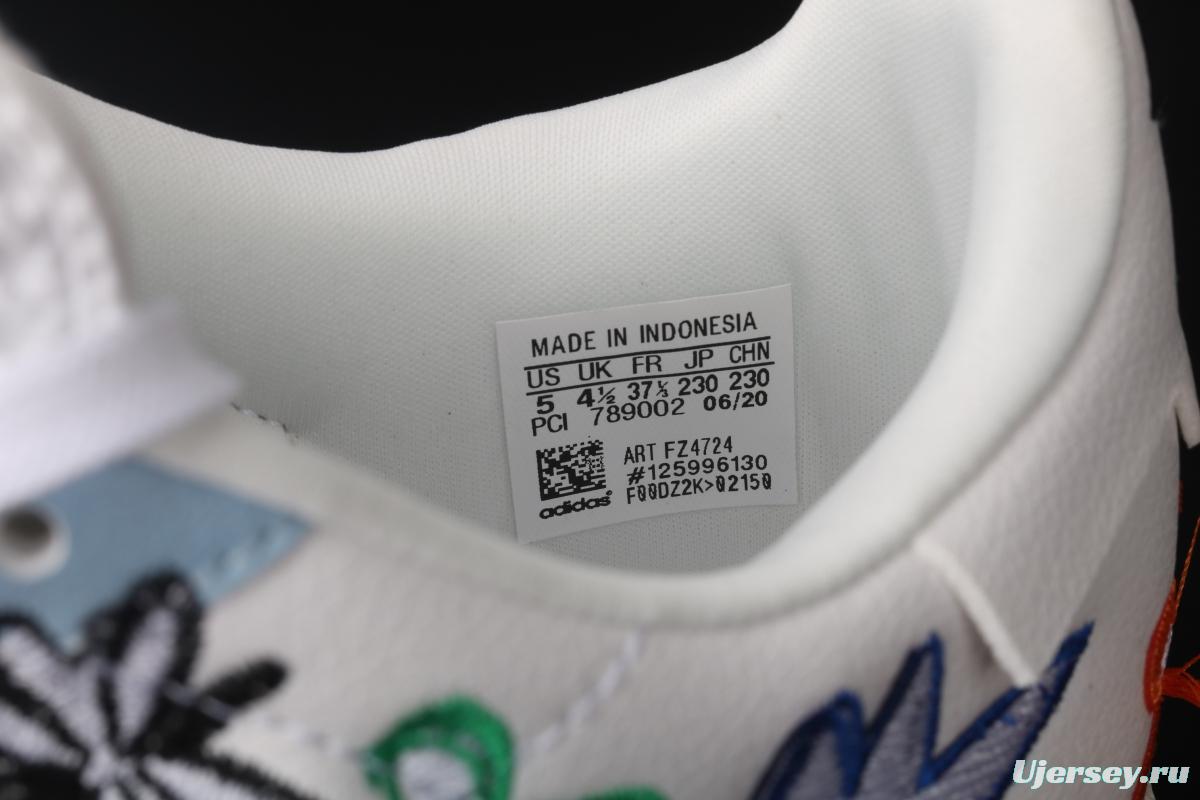 MADE IN INDONESIA
US UK FR JP CHN
5 4½ 37⅓ 230 230
PCI 789002 06/20
ART FZ4724
#125996130
F00DZ2K>02150
adidas
Ujersey.ru